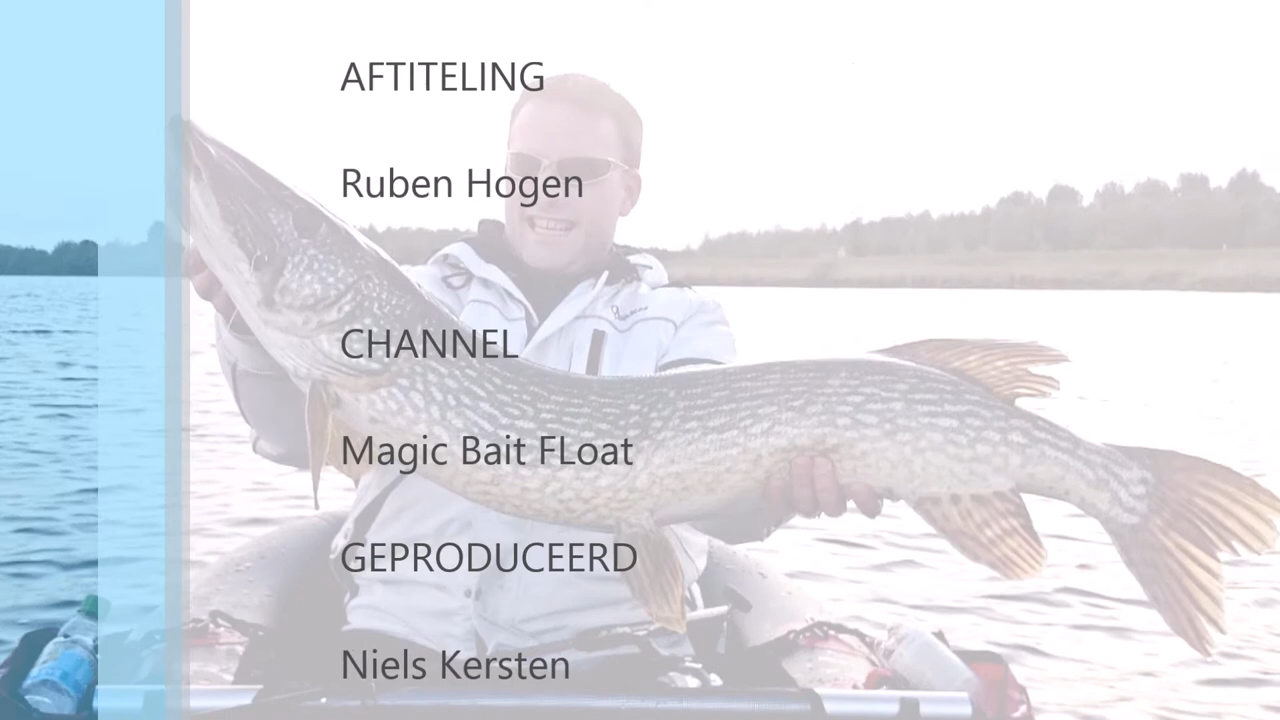 AFTITELING
Ruben Hogen
CHANNEL
Magic Bait FLoat
GEPRODUCEERD
Niels Kersten